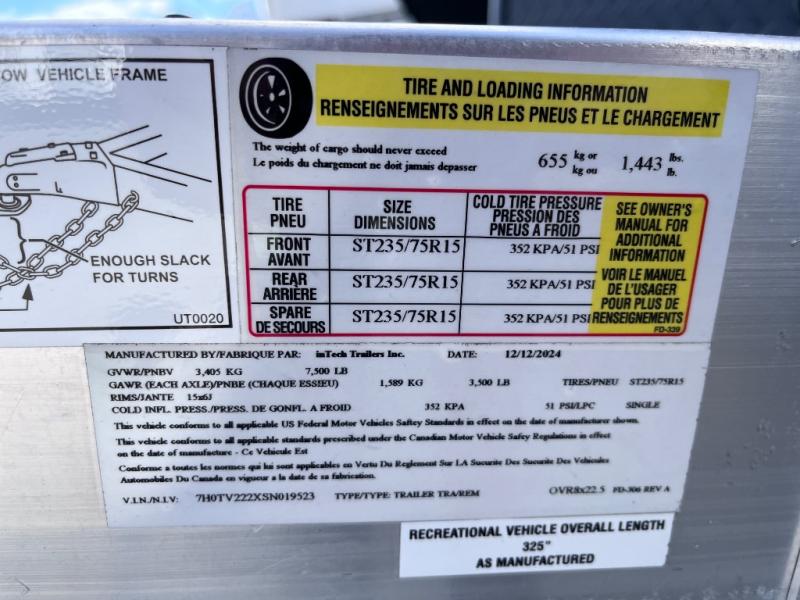 OW VEHICLE FRAME
ENOUGH SLACK
FOR TURNS
UT0020
TIRE AND LOADING INFORMATION
RENSEIGNEMENTS SUR LES PNEUS ET LE CHARGEMENT
The weight of cargo should never exceed
Le poids du chargement ne doit jamais depasser
655 kg or kg ou 1,443 lbs. lb.
TIRE PNEU SIZE DIMENSIONS COLD TIRE PRESSURE PRESSION DES PNEUS A FROID
FRONT AVANT ST235/75R15 352 KPA/51 PSI
REAR ARRIÈRE ST235/75R15 352 KPA/51 PSI
SPARE DE SECOURS ST235/75R15 352 KPA/51 PSI
SEE OWNER'S
MANUAL FOR
ADDITIONAL
INFORMATION
VOIR LE MANUEL
DE L'USAGER
POUR PLUS DE
RENSEIGNEMENTS
FD-339
MANUFACTURED BY/FABRIQUE PAR: inTech Trailers Inc. DATE: 12/12/2024
GVWR/PNBV 3,405 KG 7,500 LB
GAWR (EACH AXLE)/PNBE (CHAQUE ESSIEU) 1,589 KG 3,500 LB TIRES/PNEU ST235/75R15
RIMS/JANTE 15x6J
COLD INFL. PRESS./PRESS. DE GONFL. A FROID 352 KPA 51 PSI/LPC SINGLE
This vehicle conforms to all applicable US Federal Motor Vehicles Saftey Standards in effect on the date of manufacturer shown.
This vehicle conforms to all applicable standards prescribed under the Canadian Motor Vehicle Safey Regulations in effect
on the date of manufacture - Ce Vehicule Est
Conforme a toutes les normes qui lui sont applicables en Vertu Du Reglement Sur LA Sucurite Des Sucurite Des Vehicules
Automobiles Du Canada en vigueur a la date de sa fabrication.
V.I.N./N.I.V: 7H0TV222XSN019523 TYPE/TYPE: TRAILER TRA/REM OVR8x22.5 FD-306 REV A
RECREATIONAL VEHICLE OVERALL LENGTH
325"
AS MANUFACTURED